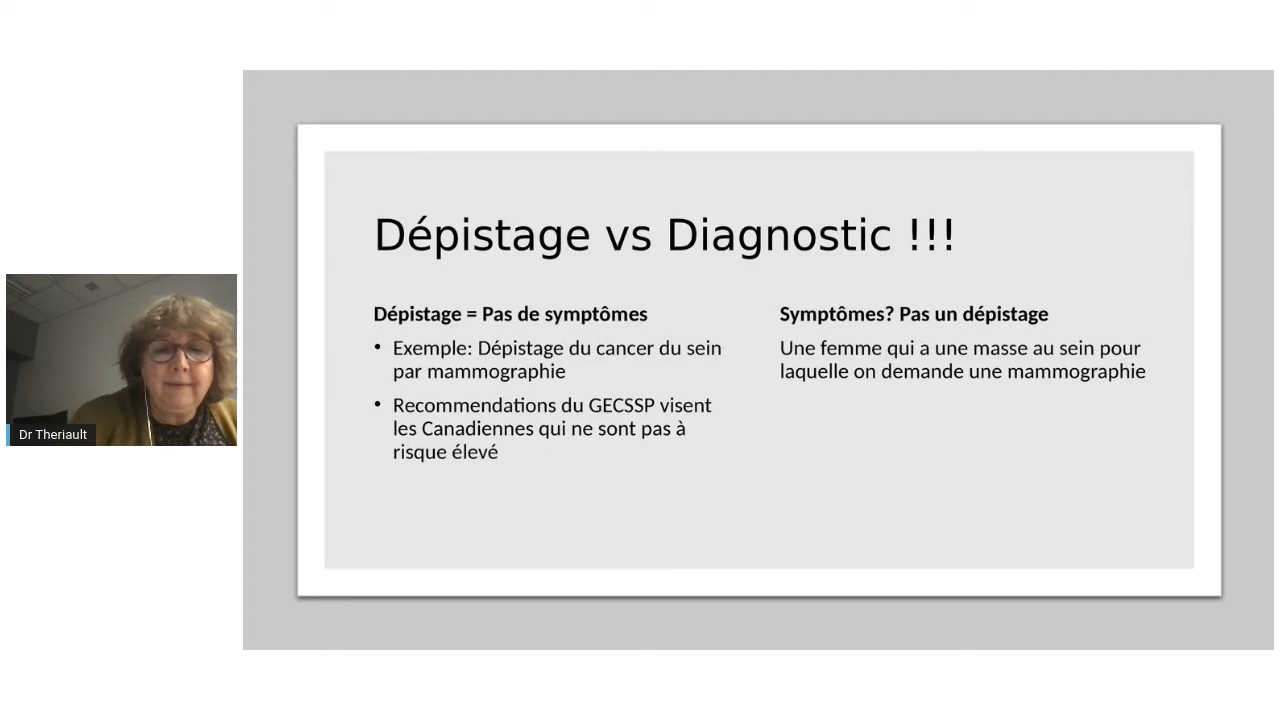 Dépistage vs Diagnostic !!!
Dépistage = Pas de symptômes
• Exemple: Dépistage du cancer du sein
par mammographie
• Recommendations du GECSSP visent
les Canadiennes qui ne sont pas à
risque élevé
Symptômes? Pas un dépistage
Une femme qui a une masse au sein pour
laquelle on demande une mammographie
Dr Theriault